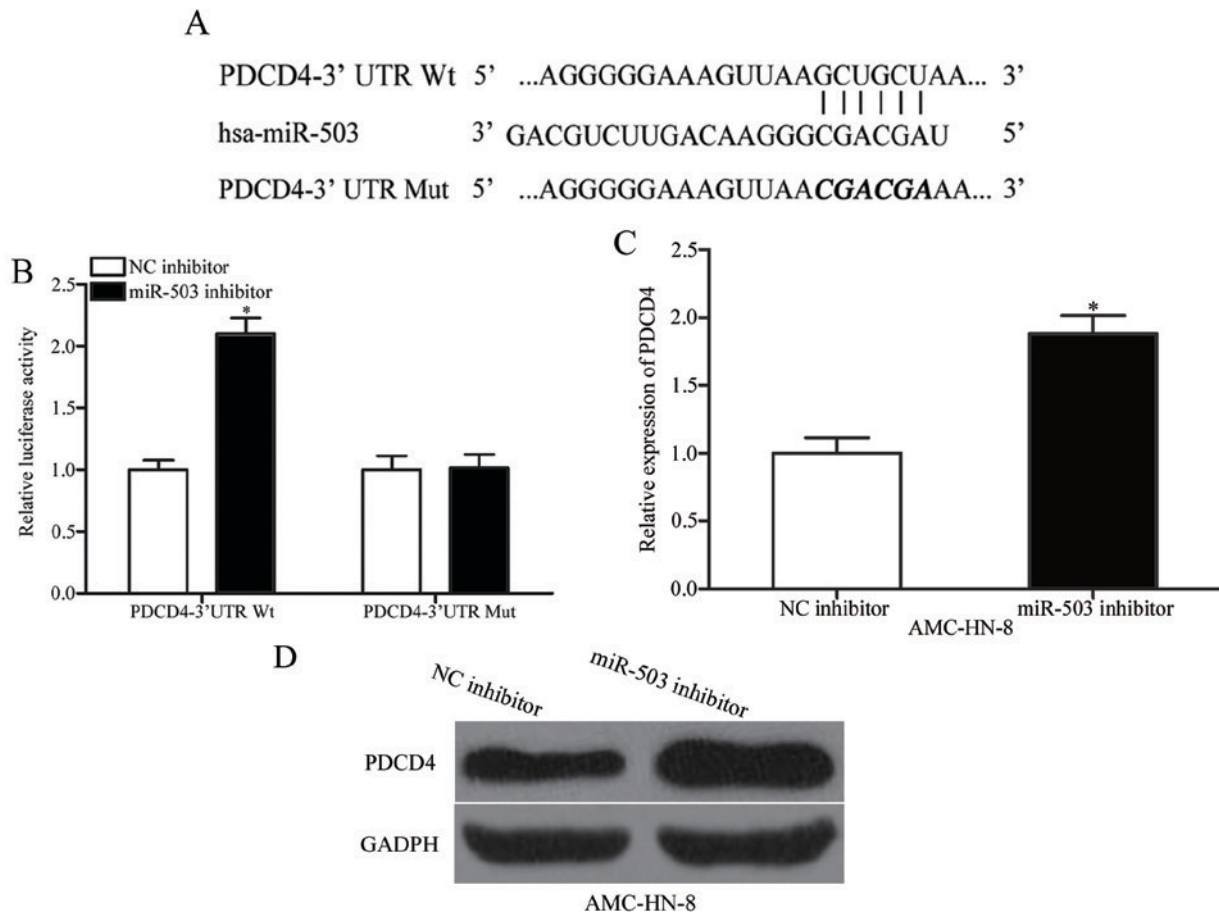 A
PDCD4-3' UTR Wt 5' ...AGGGGGAAAGUUAAGCUGCUAA... 3'
hsa-miR-503 3' GACGUCUUGACAAGGGCGACGAU 5'
PDCD4-3' UTR Mut 5' ...AGGGGGAAAGUUAACGACGAAA... 3'
B
NC inhibitor
miR-503 inhibitor
Relative luciferase activity
2.5
2.0
1.5
1.0
0.5
0.0
*
PDCD4-3'UTR Wt
PDCD4-3'UTR Mut
C
Relative expression of PDCD4
2.5
2.0
1.5
1.0
0.5
0.0
*
NC inhibitor
miR-503 inhibitor
AMC-HN-8
D
NC inhibitor
miR-503 inhibitor
PDCD4
GADPH
AMC-HN-8